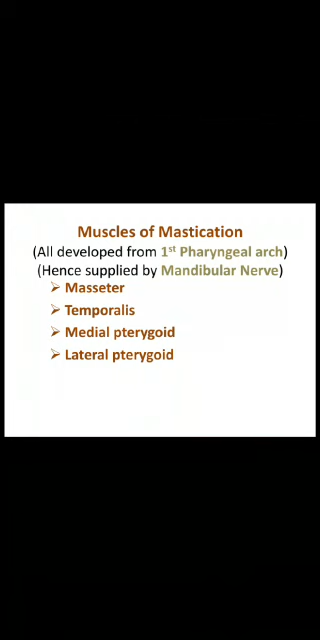 Muscles of Mastication
(All developed from 1st Pharyngeal arch)
(Hence supplied by Mandibular Nerve)
➢ Masseter
➢ Temporalis
➢ Medial pterygoid
➢ Lateral pterygoid